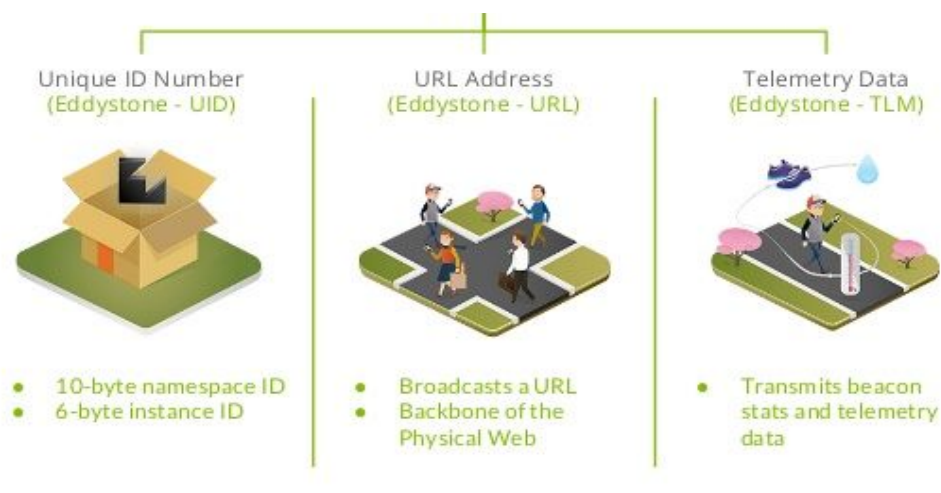 Unique ID Number
(Eddystone - UID)
● 10-byte namespace ID
● 6-byte instance ID
URL Address
(Eddystone - URL)
● Broadcasts a URL
● Backbone of the
Physical Web
Telemetry Data
(Eddystone - TLM)
● Transmits beacon
stats and telemetry
data